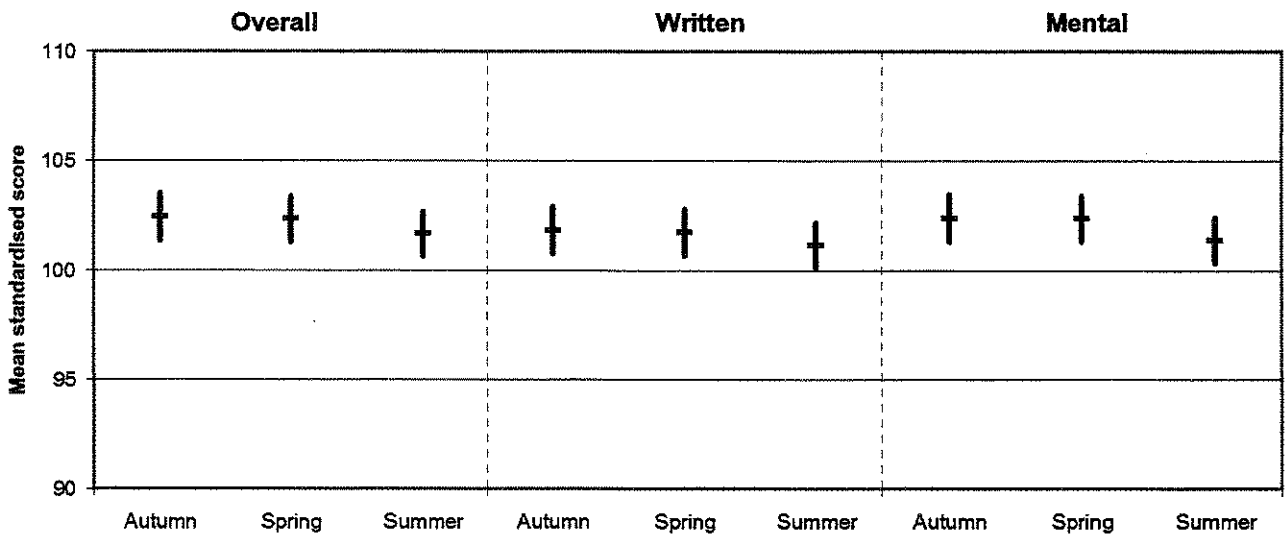 Overall Written Mental
110
105
100
95
90
Mean standardised score
Autumn Spring Summer Autumn Spring Summer Autumn Spring Summer